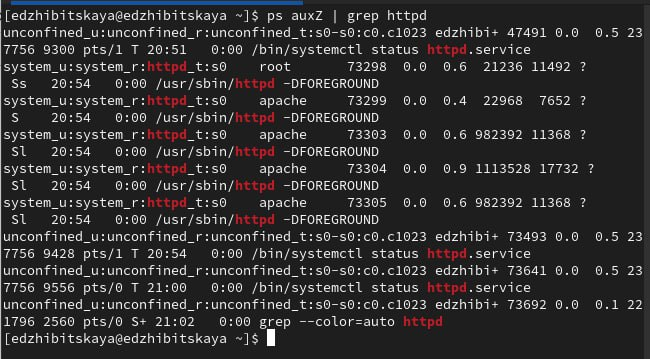 [edzhibitskaya@edzhibitskaya ~]$ ps auxZ | grep httpd
unconfined_u:unconfined_r:unconfined_t:s0-s0:c0.c1023 edzhibi+ 47491 0.0  0.5 23
7756 9300 pts/1 T 20:51   0:00 /bin/systemctl status httpd.service
system_u:system_r:httpd_t:s0    root       73298  0.0  0.6  21236 11492 ?
 Ss   20:54   0:00 /usr/sbin/httpd -DFOREGROUND
system_u:system_r:httpd_t:s0    apache     73299  0.0  0.4  22968  7652 ?
 S    20:54   0:00 /usr/sbin/httpd -DFOREGROUND
system_u:system_r:httpd_t:s0    apache     73303  0.0  0.6 982392 11368 ?
 Sl   20:54   0:00 /usr/sbin/httpd -DFOREGROUND
system_u:system_r:httpd_t:s0    apache     73304  0.0  0.9 1113528 17732 ?
 Sl   20:54   0:00 /usr/sbin/httpd -DFOREGROUND
system_u:system_r:httpd_t:s0    apache     73305  0.0  0.6 982392 11368 ?
 Sl   20:54   0:00 /usr/sbin/httpd -DFOREGROUND
unconfined_u:unconfined_r:unconfined_t:s0-s0:c0.c1023 edzhibi+ 73493 0.0  0.5 23
7756 9428 pts/1 T 20:54   0:00 /bin/systemctl status httpd.service
unconfined_u:unconfined_r:unconfined_t:s0-s0:c0.c1023 edzhibi+ 73641 0.0  0.5 23
7756 9556 pts/0 T 21:00   0:00 /bin/systemctl status httpd.service
unconfined_u:unconfined_r:unconfined_t:s0-s0:c0.c1023 edzhibi+ 73692 0.0  0.1 22
1796 2560 pts/0 S+ 21:02   0:00 grep --color=auto httpd
[edzhibitskaya@edzhibitskaya ~]$